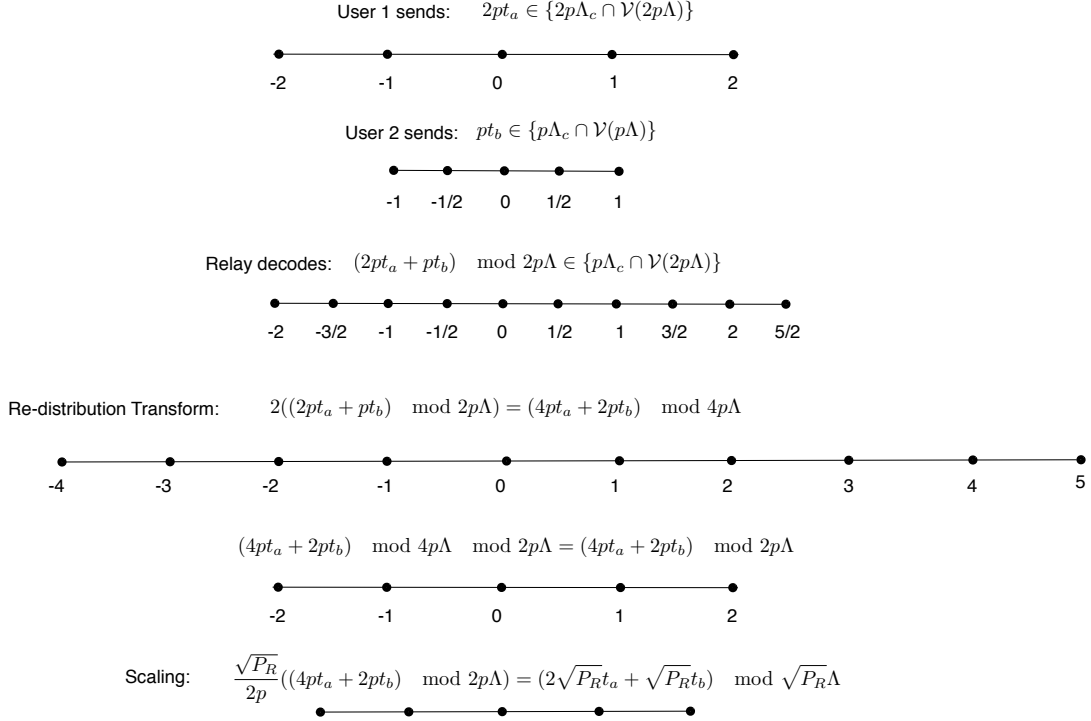 User 1 sends: 2pt_a ∈ {2pΛ_c ∩ 𝒱(2pΛ)}
-2 -1 0 1 2
User 2 sends: pt_b ∈ {pΛ_c ∩ 𝒱(pΛ)}
-1 -1/2 0 1/2 1
Relay decodes: (2pt_a + pt_b) mod 2pΛ ∈ {pΛ_c ∩ 𝒱(2pΛ)}
-2 -3/2 -1 -1/2 0 1/2 1 3/2 2 5/2
Re-distribution Transform: 2((2pt_a + pt_b) mod 2pΛ) = (4pt_a + 2pt_b) mod 4pΛ
-4 -3 -2 -1 0 1 2 3 4 5
(4pt_a + 2pt_b) mod 4pΛ mod 2pΛ = (4pt_a + 2pt_b) mod 2pΛ
-2 -1 0 1 2
Scaling: √P_R/2p((4pt_a + 2pt_b) mod 2pΛ) = (2√P_R t_a + √P_R t_b) mod √P_R Λ